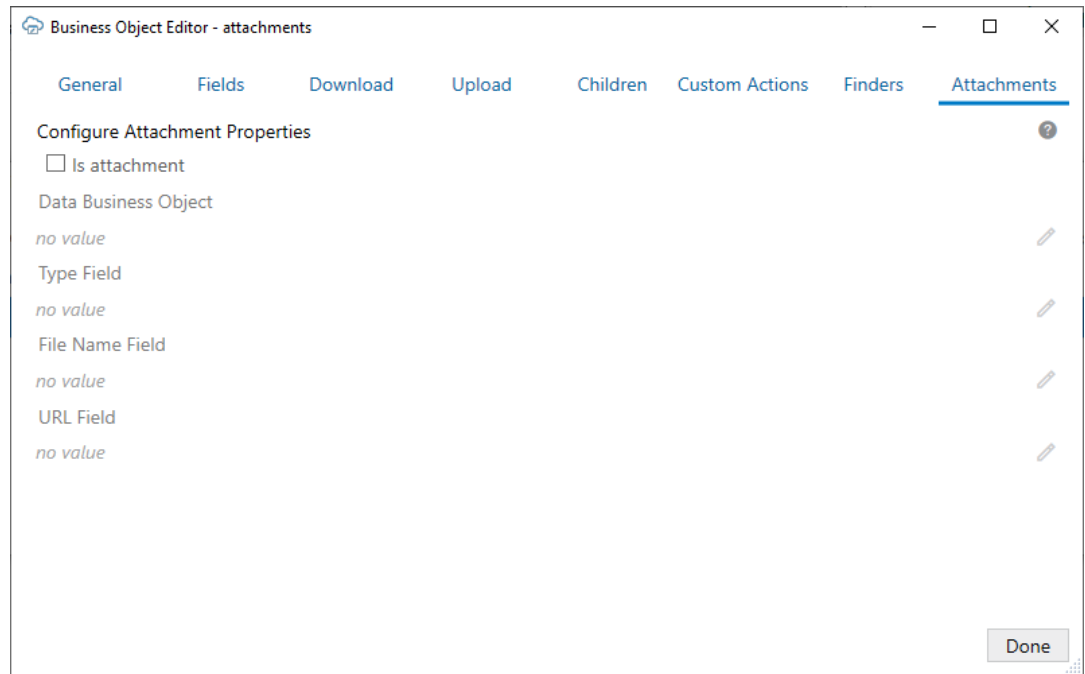 Business Object Editor - attachments
General Fields Download Upload Children Custom Actions Finders Attachments
Configure Attachment Properties ?
Is attachment
Data Business Object
no value
Type Field
no value
File Name Field
no value
URL Field
no value
Done